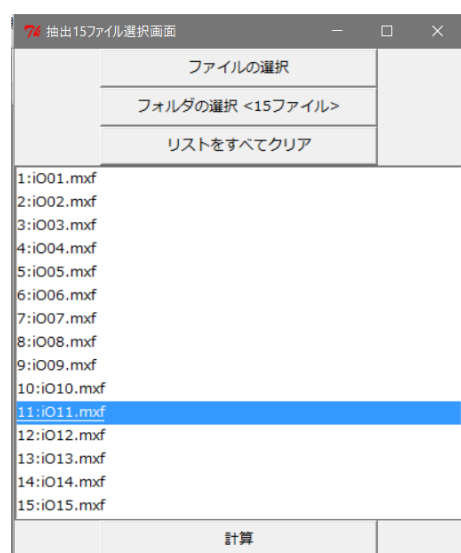 抽出15ファイル選択画面
ファイルの選択
フォルダの選択 <15ファイル>
リストをすべてクリア
1:iO01.mxf
2:iO02.mxf
3:iO03.mxf
4:iO04.mxf
5:iO05.mxf
6:iO06.mxf
7:iO07.mxf
8:iO08.mxf
9:iO09.mxf
10:iO10.mxf
11:iO11.mxf
12:iO12.mxf
13:iO13.mxf
14:iO14.mxf
15:iO15.mxf
計算